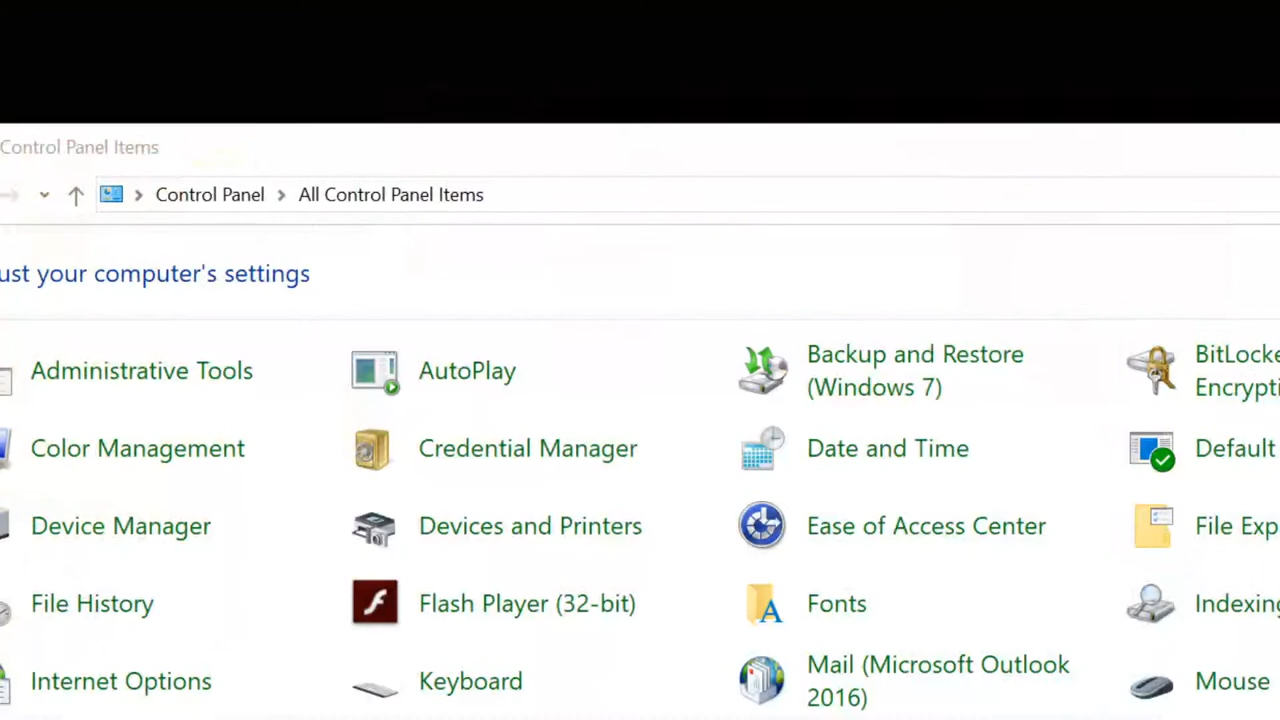 Control Panel Items
Control Panel > All Control Panel Items
ust your computer's settings
Administrative Tools
AutoPlay
Backup and Restore
(Windows 7)
BitLocke
Encrypti
Color Management
Credential Manager
Date and Time
Default
Device Manager
Devices and Printers
Ease of Access Center
File Exp
File History
Flash Player (32-bit)
Fonts
Indexing
Internet Options
Keyboard
Mail (Microsoft Outlook
2016)
Mouse